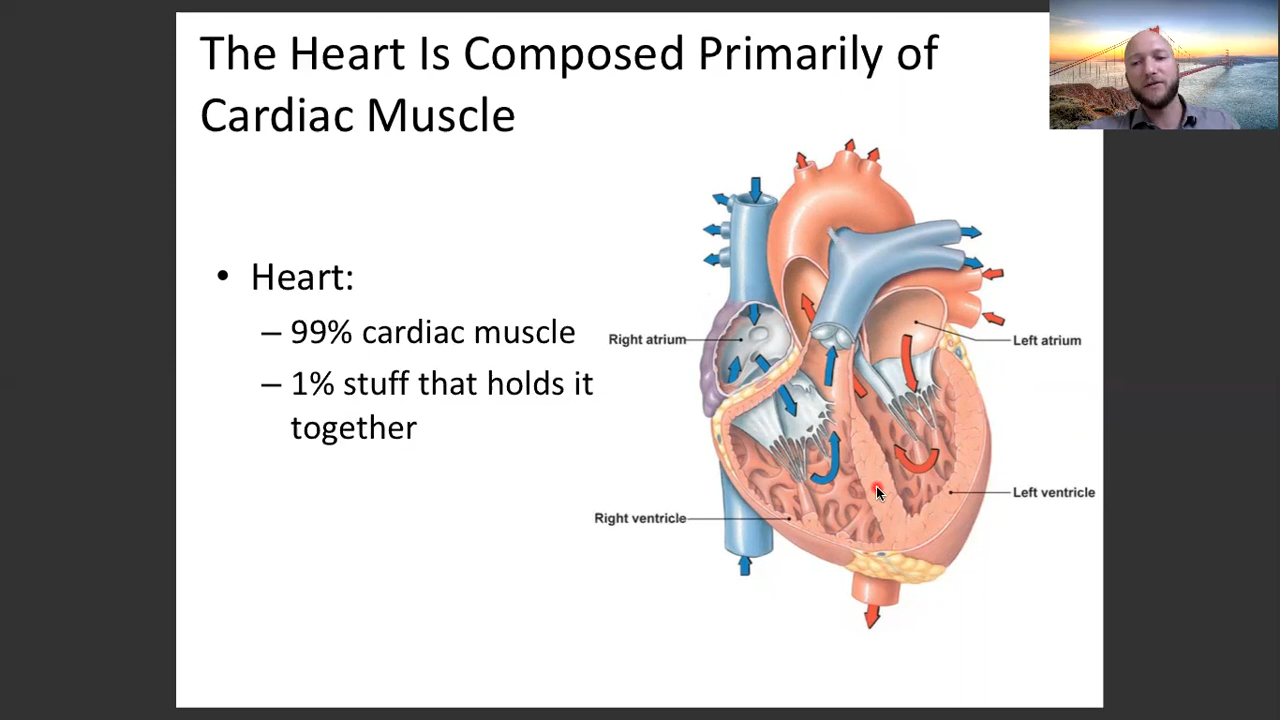 The Heart Is Composed Primarily of
Cardiac Muscle
• Heart:
– 99% cardiac muscle
– 1% stuff that holds it
together
Right atrium
Left atrium
Left ventricle
Right ventricle